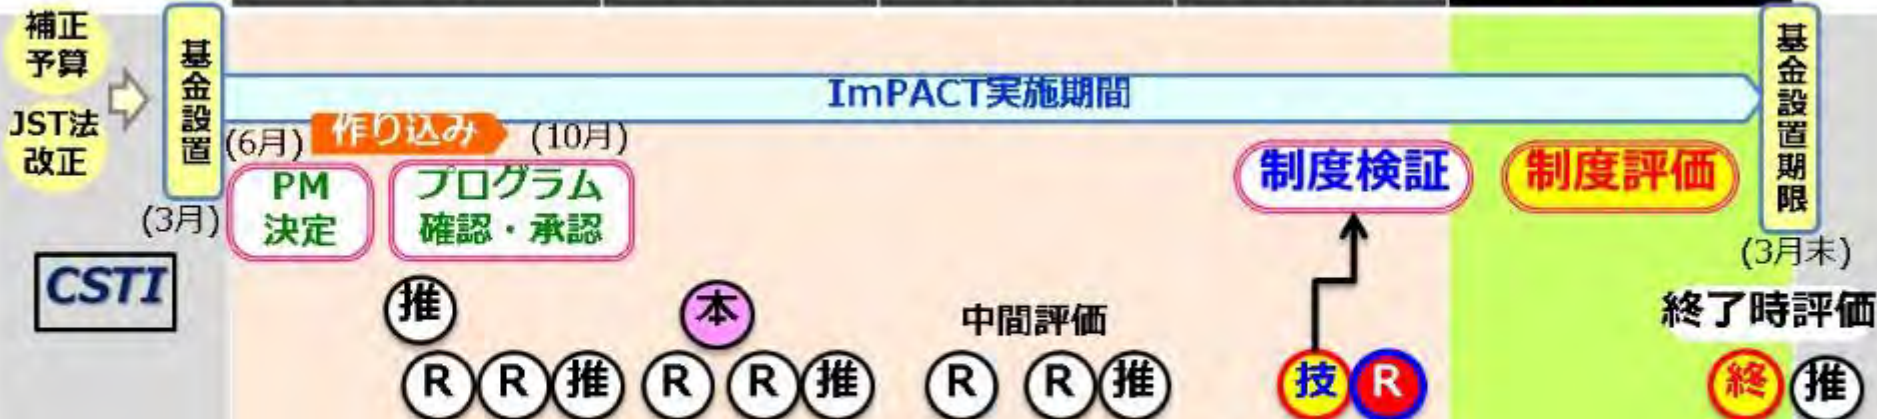 補正
予算
JST法
改正
基金設置
ImPACT実施期間
基金設置期限
(6月) 作り込み (10月)
PM
決定
プログラム
確認・承認
制度検証
制度評価
(3月)
(3月末)
CSTI
推
本
中間評価
終了時評価
R R 推 R R 推 R R 推 技 R 終 推